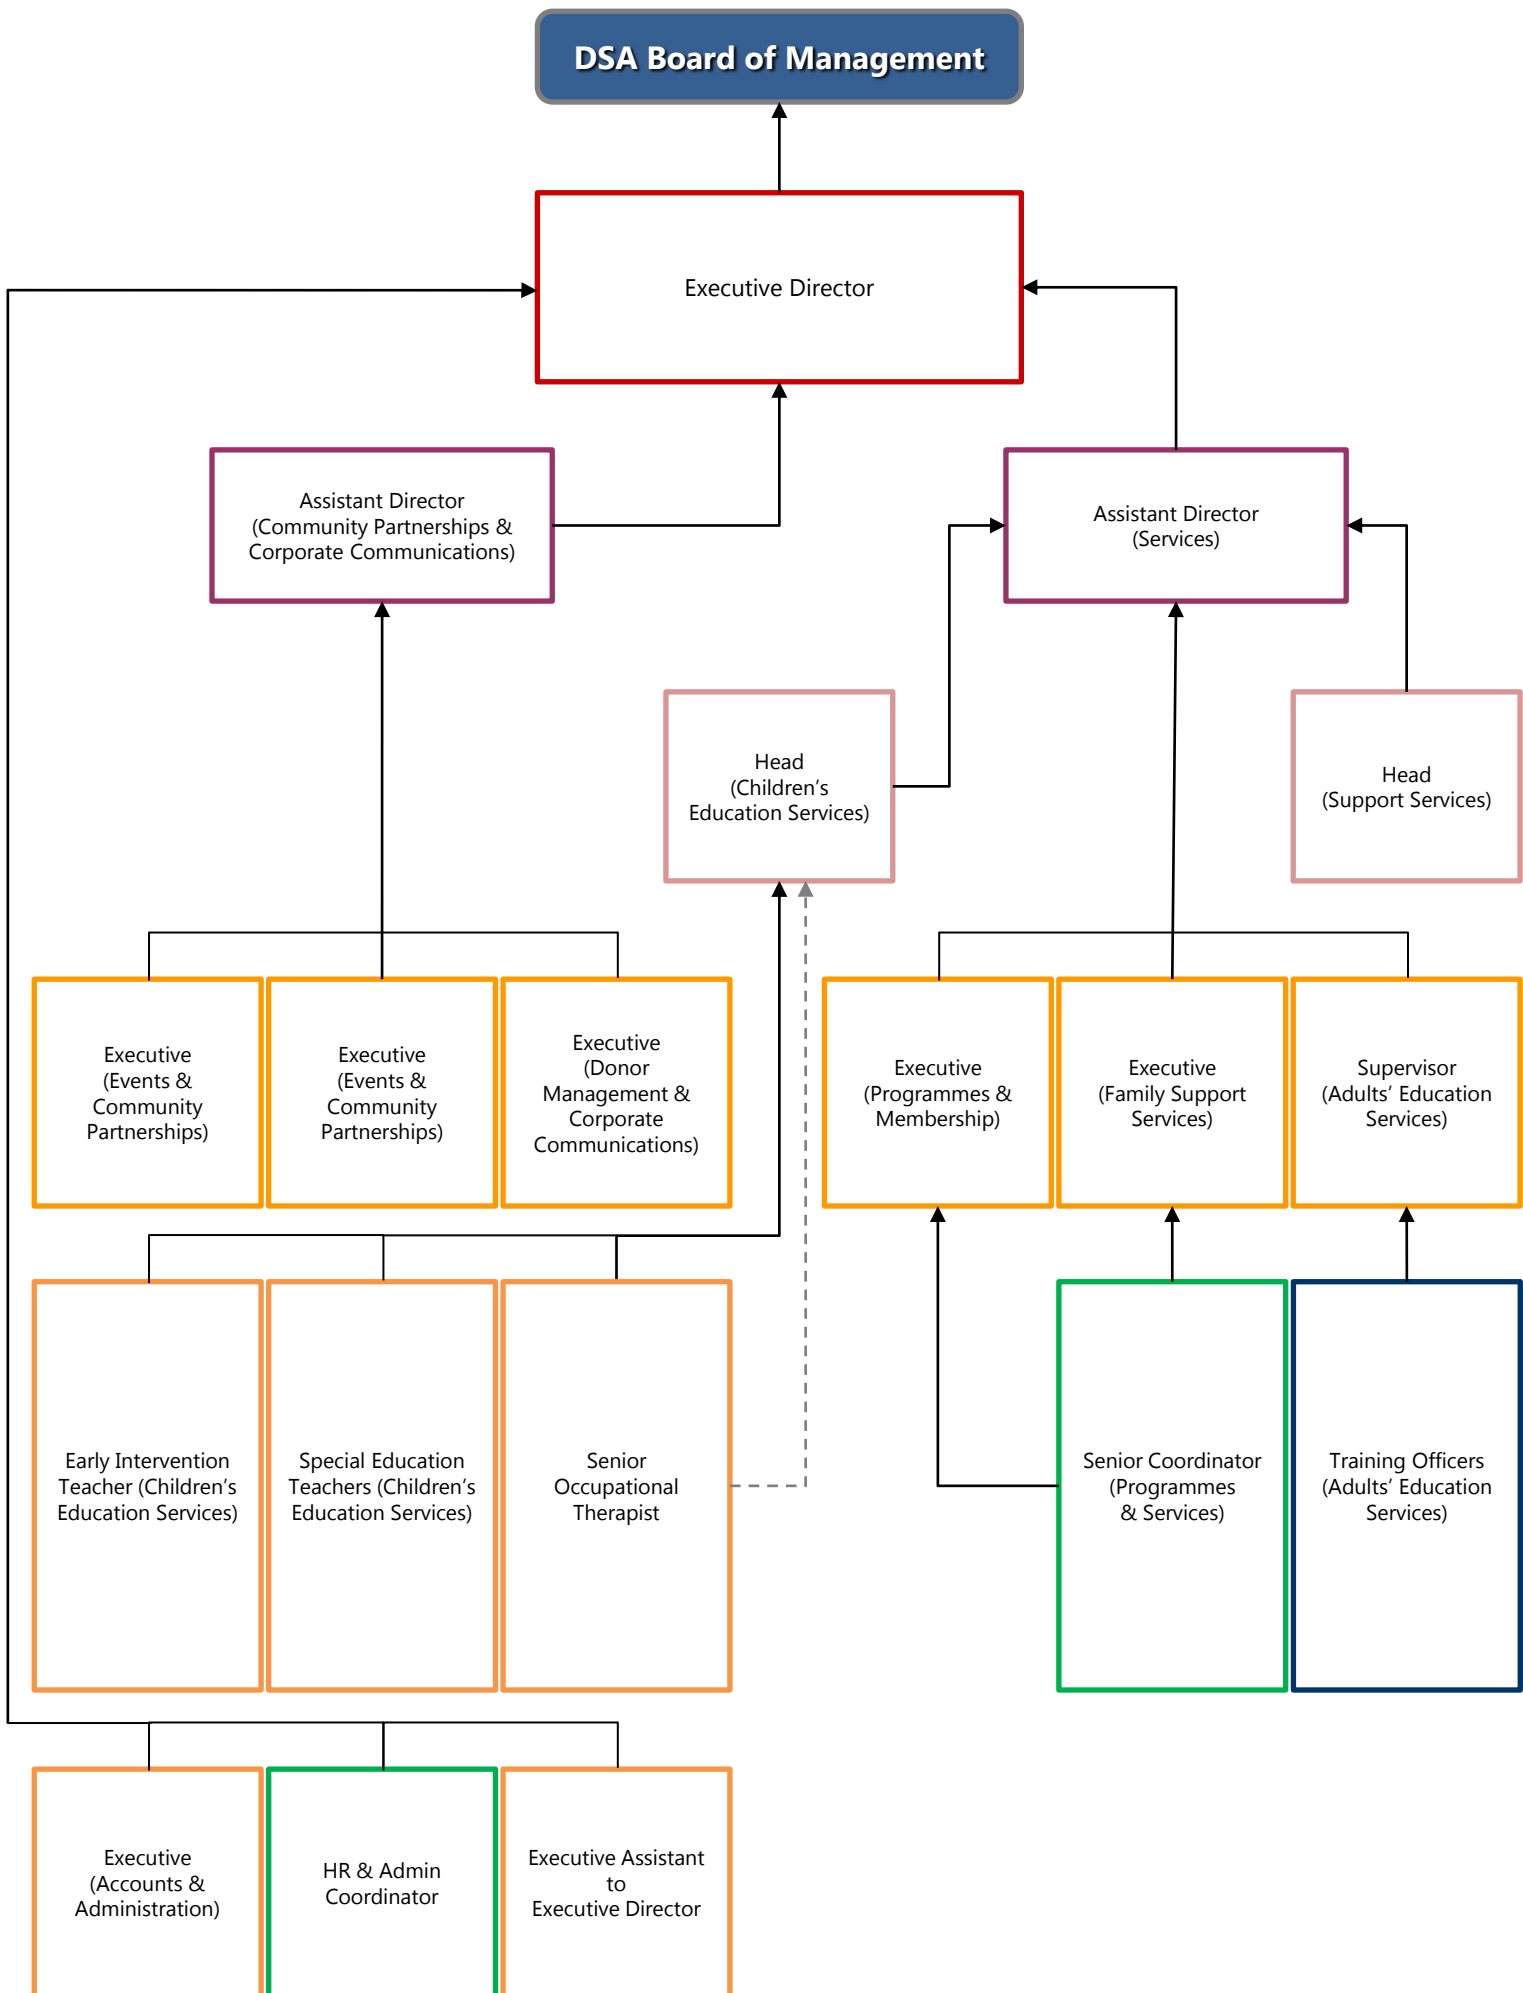 DSA Board of Management
Executive Director
Assistant Director
(Community Partnerships &
Corporate Communications)
Assistant Director
(Services)
Head
(Children’s
Education Services)
Head
(Support Services)
Executive
(Events &
Community
Partnerships)
Executive
(Events &
Community
Partnerships)
Executive
(Donor
Management &
Corporate
Communications)
Executive
(Programmes &
Membership)
Executive
(Family Support
Services)
Supervisor
(Adults’ Education
Services)
Early Intervention
Teacher (Children’s
Education Services)
Special Education
Teachers (Children’s
Education Services)
Senior
Occupational
Therapist
Senior Coordinator
(Programmes
& Services)
Training Officers
(Adults’ Education
Services)
Executive
(Accounts &
Administration)
HR & Admin
Coordinator
Executive Assistant
to
Executive Director